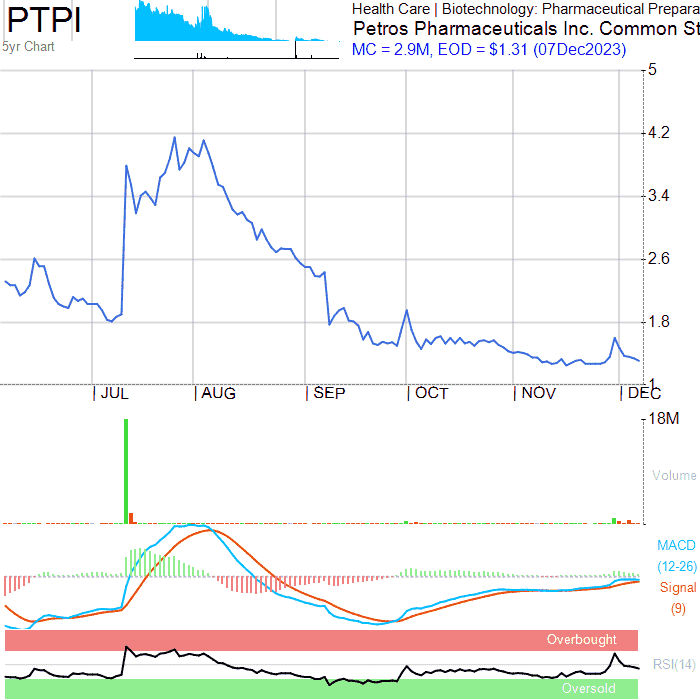 PTPI
5yr Chart
Health Care | Biotechnology: Pharmaceutical Prepara
Petros Pharmaceuticals Inc. Common St
MC = 2.9M, EOD = $1.31 (07Dec2023)
5
4.2
3.4
2.6
1.8
1
JUL AUG SEP OCT NOV DEC
18M
Volume
MACD
(12-26)
Signal
(9)
Overbought
RSI(14)
Oversold